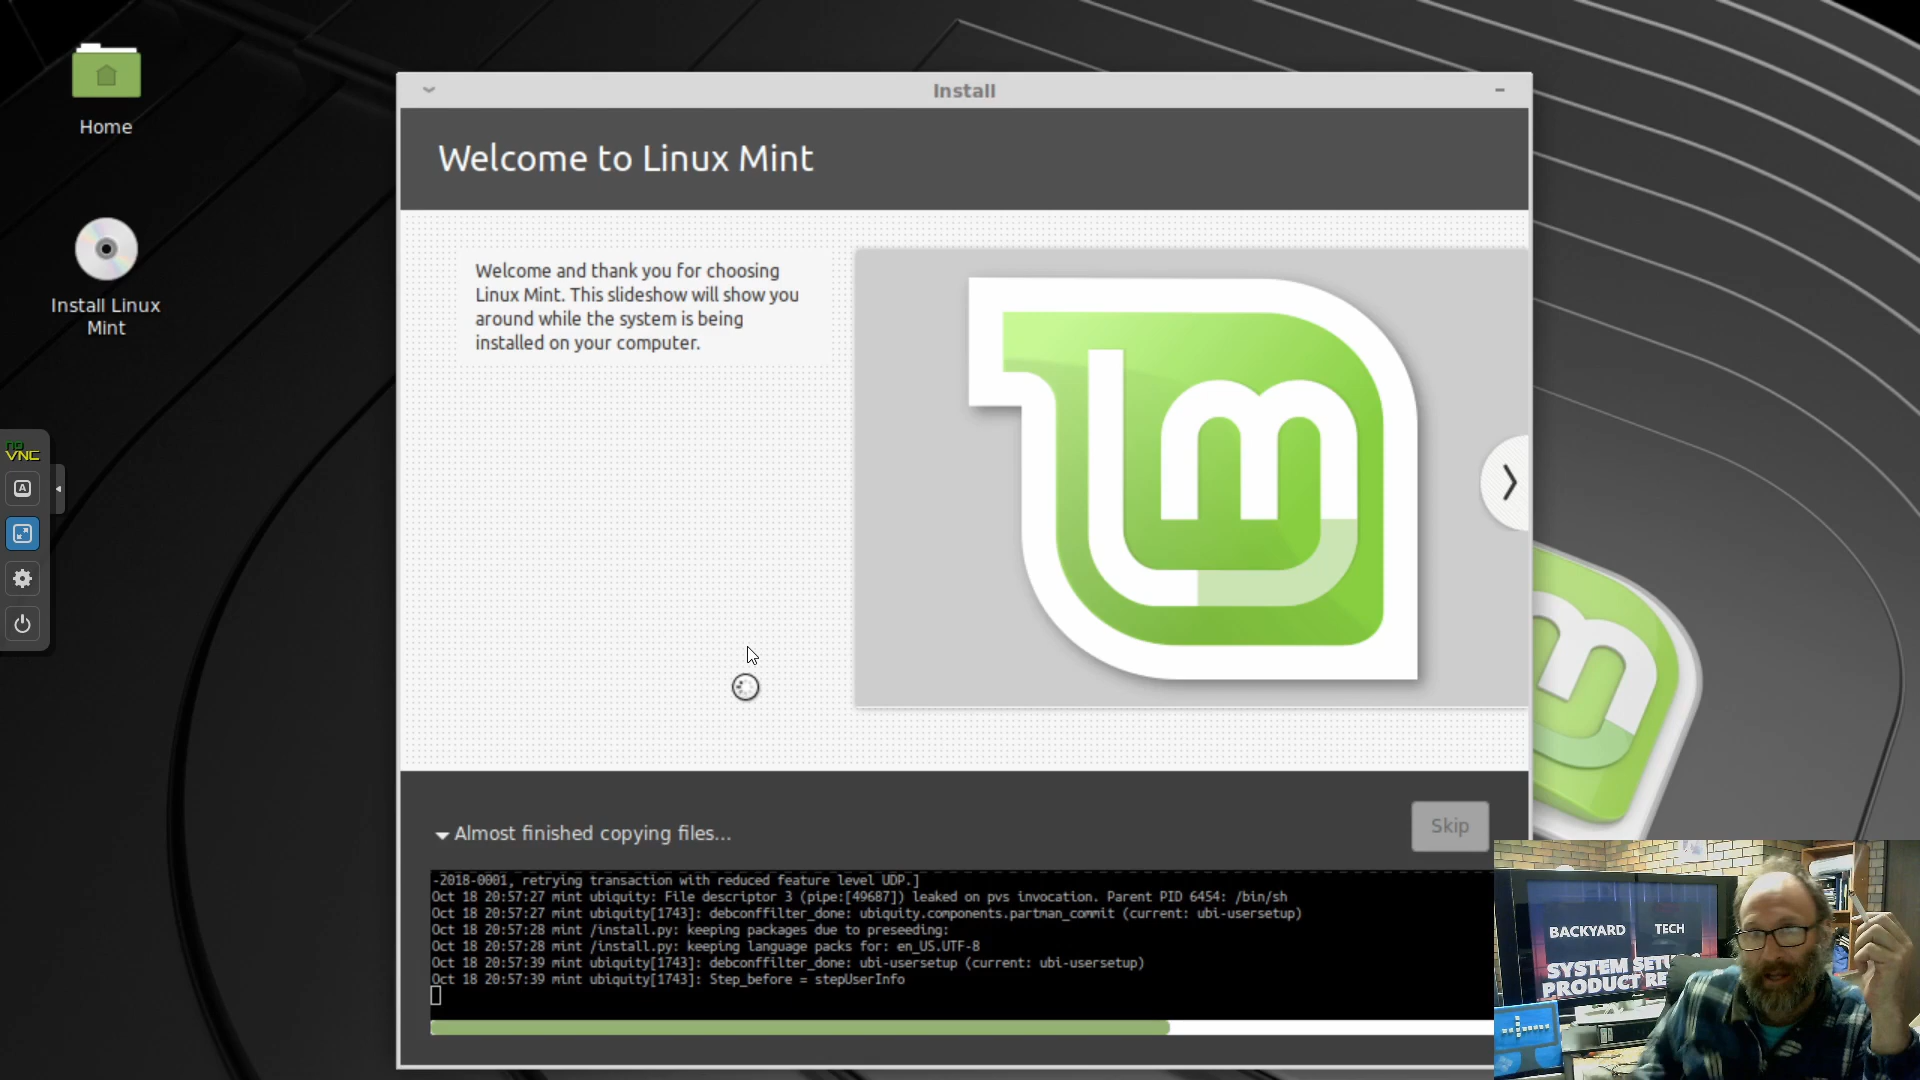 Home
Install Linux
Mint
Install
Welcome to Linux Mint
Welcome and thank you for choosing
Linux Mint. This slideshow will show you
around while the system is being
installed on your computer.
no
VNC
A
Almost finished copying files...
Skip
-2018-0001, retrying transaction with reduced feature level UDP.]
Oct 18 20:57:27 mint ubiquity: File descriptor 3 (pipe:[49687]) leaked on pvs invocation. Parent PID 6454: /bin/sh
Oct 18 20:57:27 mint ubiquity[1743]: debconffilter_done: ubiquity.components.partman_commit (current: ubi-usersetup)
Oct 18 20:57:28 mint /install.py: keeping packages due to preseeding:
Oct 18 20:57:28 mint /install.py: keeping language packs for: en_US.UTF-8
Oct 18 20:57:39 mint ubiquity[1743]: debconffilter_done: ubi-usersetup (current: ubi-usersetup)
Oct 18 20:57:39 mint ubiquity[1743]: Step_before = stepUserInfo
BACKYARD TECH
SYSTEM
PRODUCT